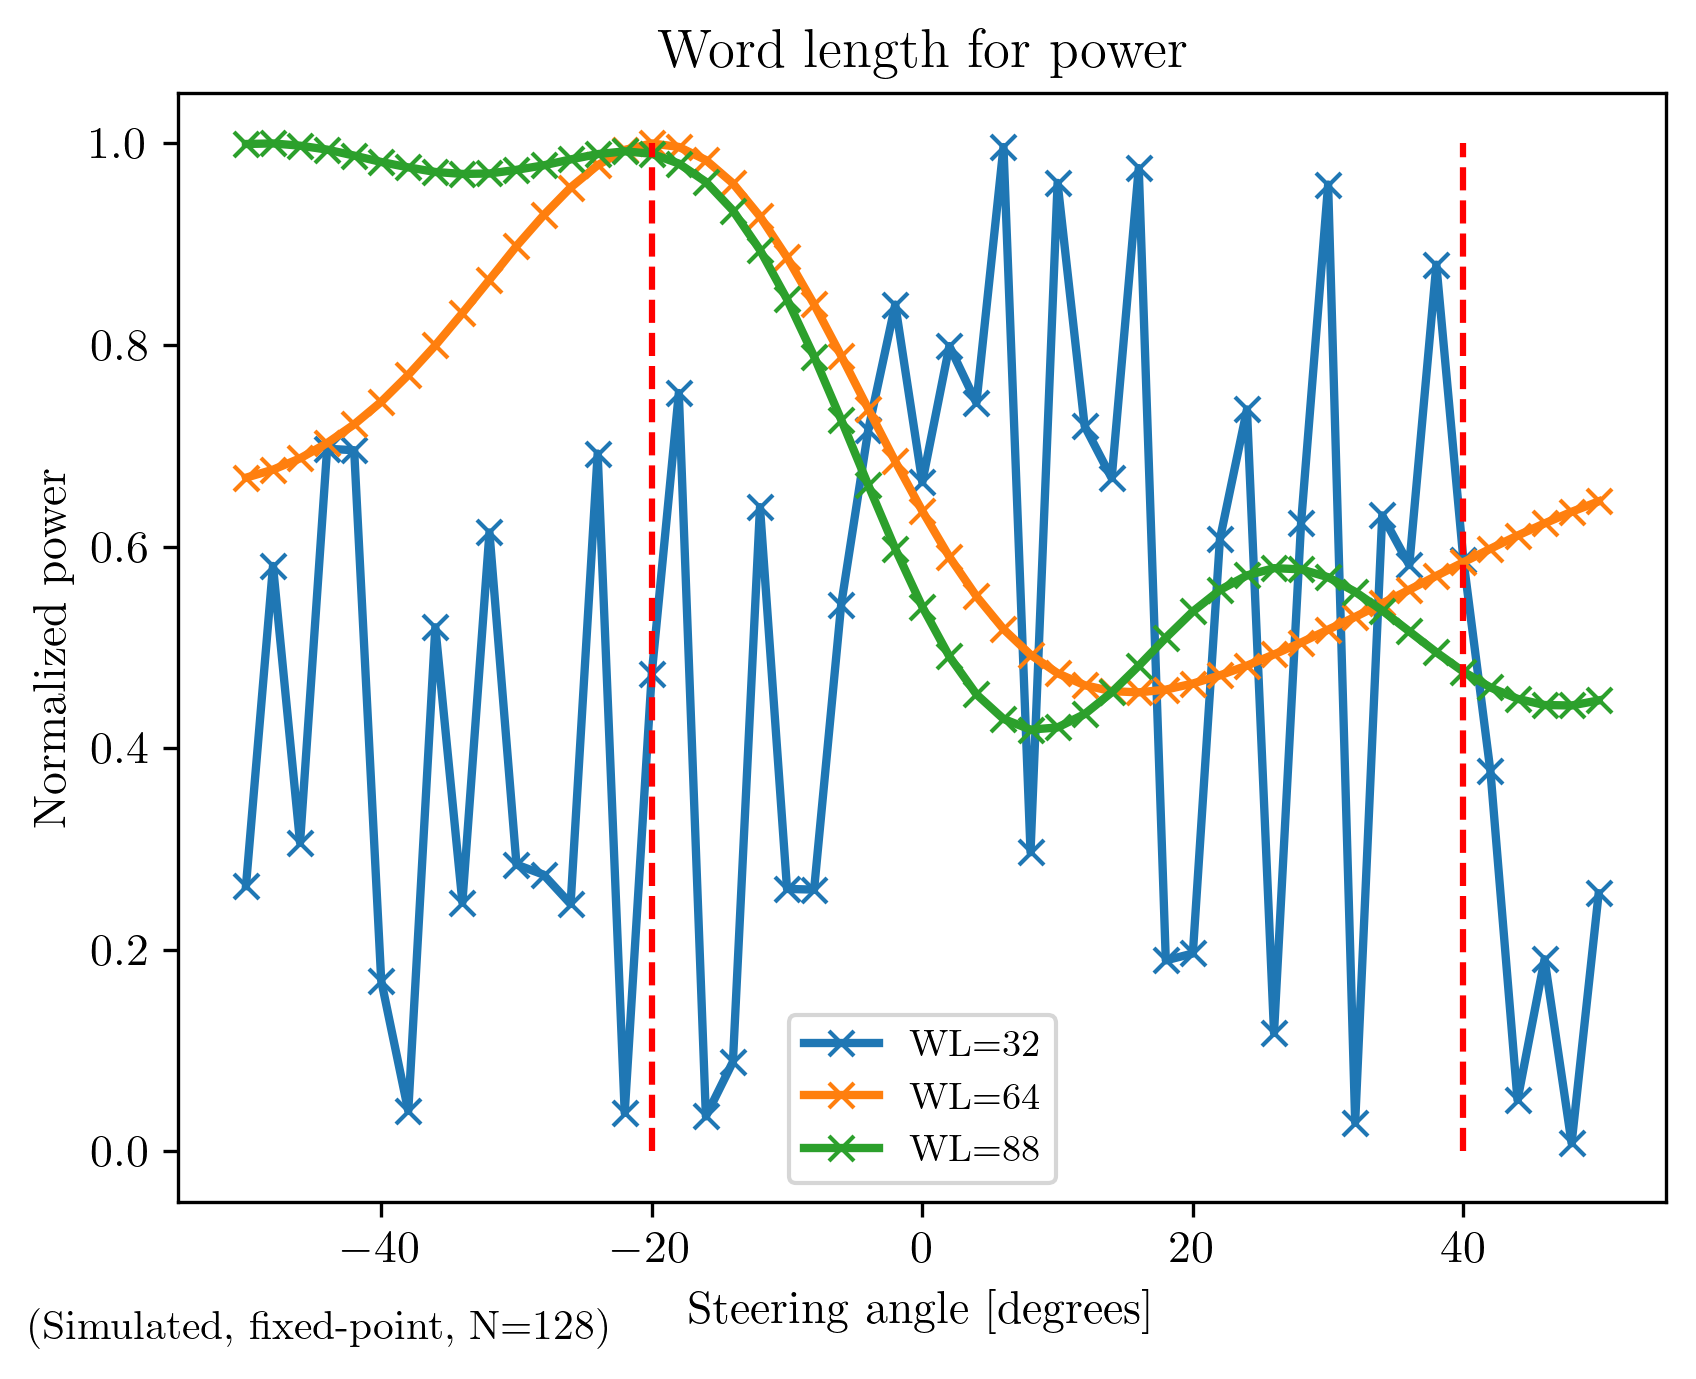 Word length for power
Normalized power
1.0
0.8
0.6
0.4
0.2
0.0
WL=32
WL=64
WL=88
−40
−20
0
20
40
Steering angle [degrees]
(Simulated, fixed-point, N=128)